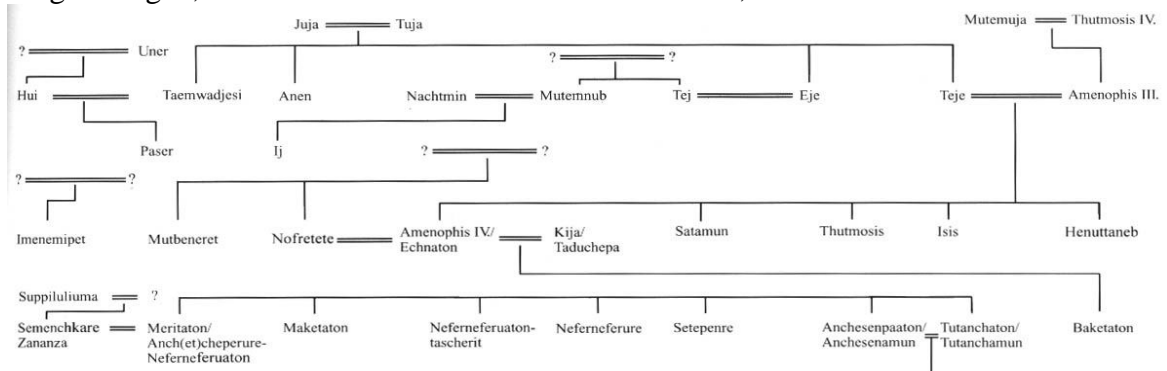 Juja Tuja
Mutemuja Thutmosis IV.
? Uner
? ?
Hui Taemwadjesi Anen Nachtmin Mutemnub Tej Eje Teje Amenophis III.
Paser Ij
? ?
? ?
Imenemipet Mutbeneret Nofretete Amenophis IV./ Kija/ Satamun Thutmosis Isis Henuttaneb
Echnaton Taduchepa
Suppiluliuma ?
Semenchkare Meritaton/ Maketaton Neferneferuaton- Neferneferure Setepenre Anchesenpaaton/ Tutanchaton/ Baketaton
Zananza Anch(et)cheperure- tascherit Anchesenamun Tutanchamun
Neferneferuaton